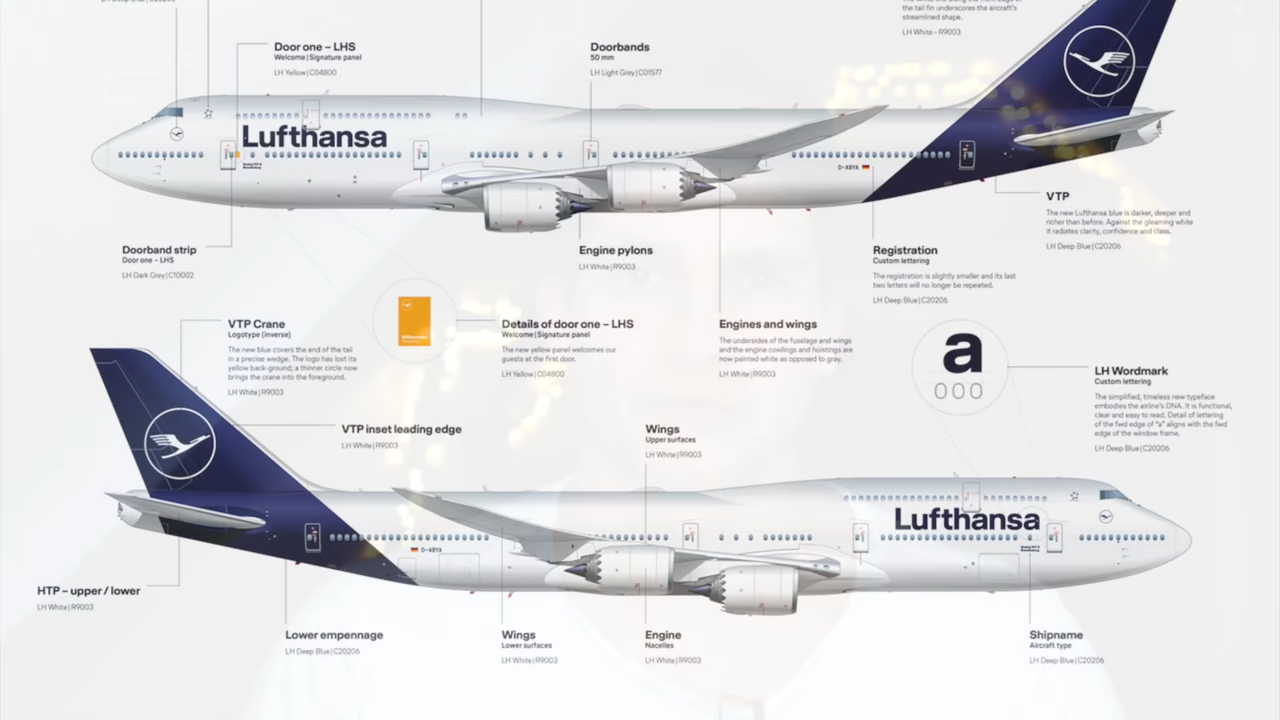 the tail fin underscores the aircraft's
streamlined shape.
LH White – R9003
Door one – LHS
Welcome | Signature panel
LH Yellow | C04800
Doorbands
50 mm
LH Light Grey | C01577
Lufthansa
D-ABYA
VTP
The new Lufthansa blue is darker, deeper and
richer than before. Against the gleaming white
it radiates clarity, confidence and class.
LH Deep Blue | C20206
Doorband strip
Door one – LHS
LH Dark Grey | C10002
Engine pylons
LH White | R9003
Registration
Custom lettering
The registration is slightly smaller and its last
two letters will no longer be repeated.
LH Deep Blue | C20206
VTP Crane
Logotype (inverse)
The new blue covers the end of the tail
in a precise wedge. The logo has lost its
yellow back-ground; a thinner circle now
brings the crane into the foreground.
LH White | R9003
Details of door one – LHS
Welcome | Signature panel
The new yellow panel welcomes our
guests at the first door.
LH Yellow | C04800
Engines and wings
The undersides of the fuselage and wings
and the engine cowlings and hoistings are
now painted white as opposed to gray.
LH White | R9003
a
000
LH Wordmark
Custom lettering
The simplified, timeless new typeface
embodies the airline's DNA. It is functional,
clear and easy to read. Detail of lettering
of the fwd edge of "a" aligns with the fwd
edge of the window frame.
LH Deep Blue | C20206
VTP inset leading edge
LH White | R9003
Wings
Upper surfaces
LH White | R9003
Lufthansa
D-ABYA
HTP – upper / lower
LH White | R9003
Lower empennage
LH Deep Blue | C20206
Wings
Lower surfaces
LH White | R9003
Engine
Nacelles
LH White | R9003
Shipname
Aircraft type
LH Deep Blue | C20206